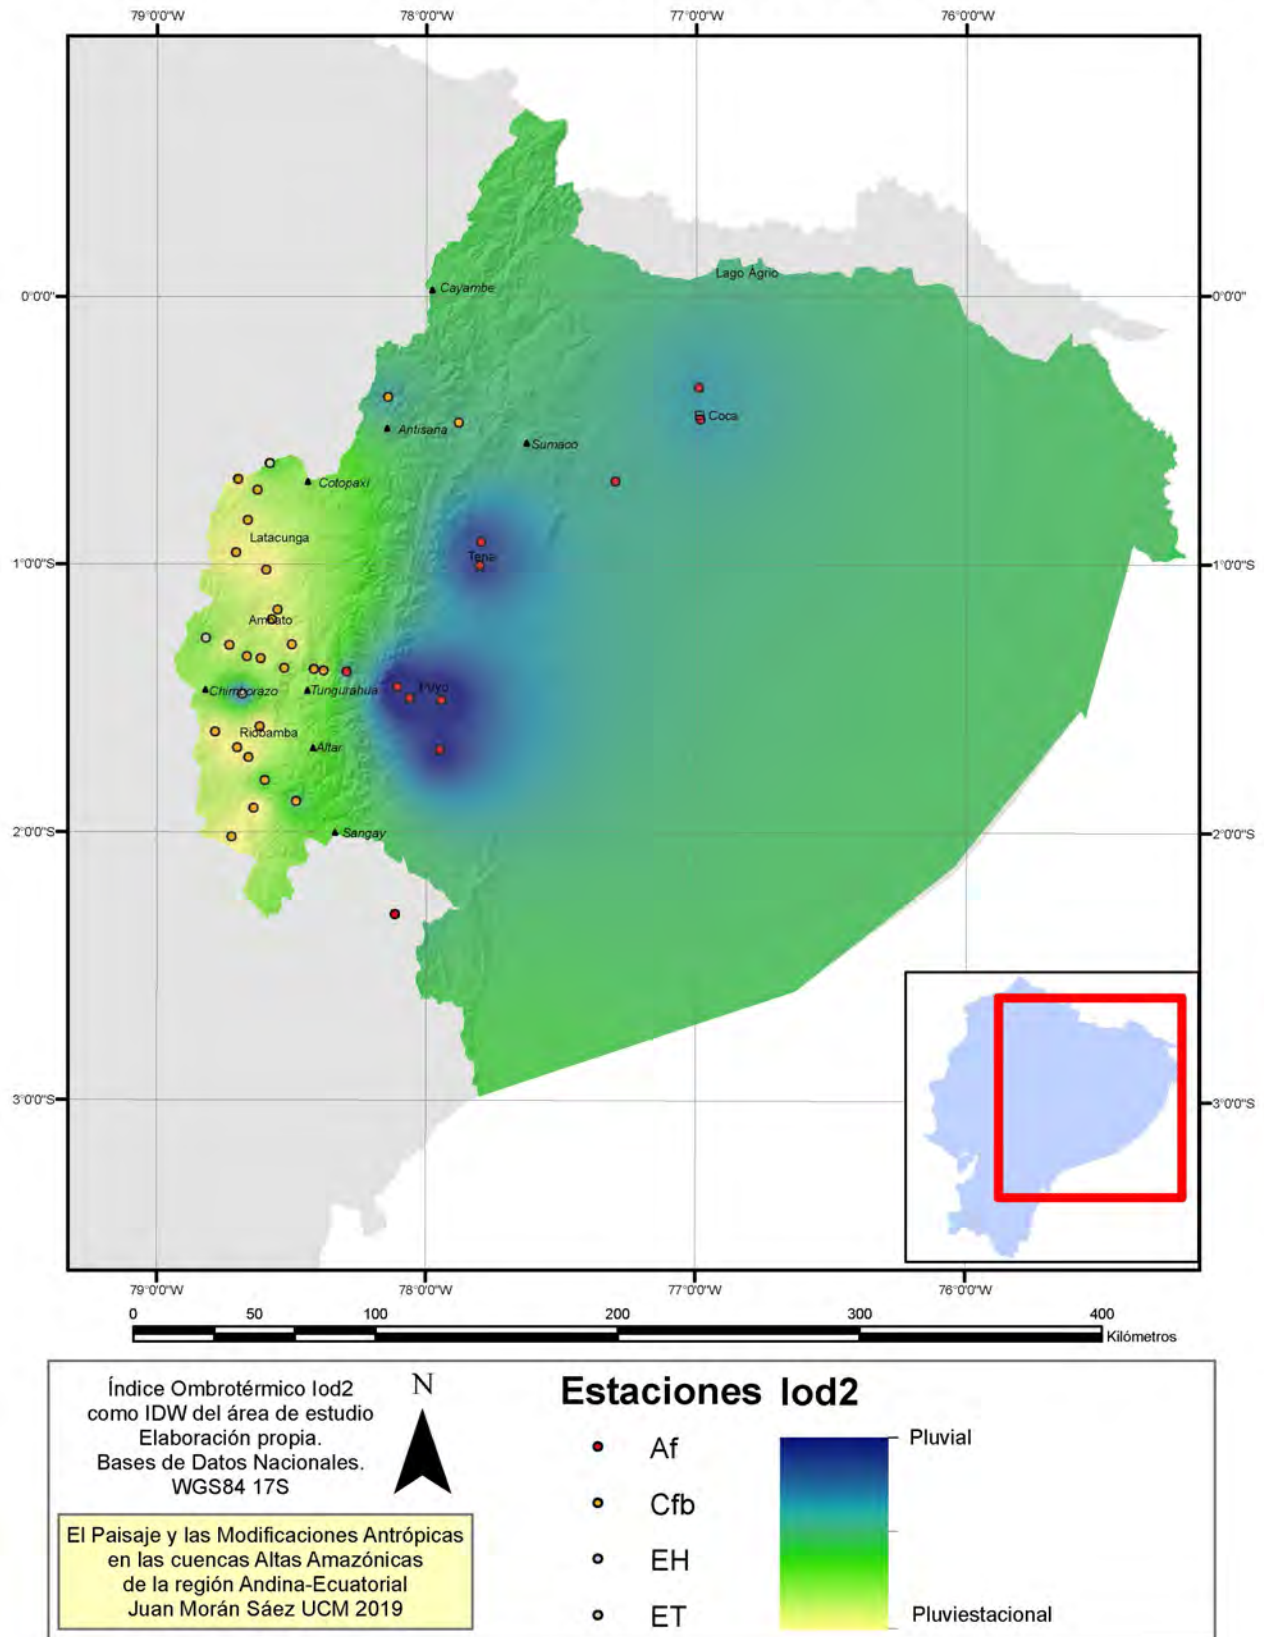 79°0'0"W 78°0'0"W 77°0'0"W 76°0'0"W
Lago Agrio
Cayambe
0°0'0" 0°0'0"
Coca
Antisana
Sumaco
Cotopaxi
Latacunga
Tena
1°0'0"S 1°0'0"S
Ambato
Puyo
Chimborazo
Tungurahua
Riobamba
Altar
2°0'0"S 2°0'0"S
Sangay
3°0'0"S 3°0'0"S
79°0'0"W 78°0'0"W 77°0'0"W 76°0'0"W
0 50 100 200 300 400
Kilómetros
Índice Ombrotérmico Iod2
como IDW del área de estudio
Elaboración propia.
Bases de Datos Nacionales.
WGS84 17S
N
El Paisaje y las Modificaciones Antrópicas
en las cuencas Altas Amazónicas
de la región Andina-Ecuatorial
Juan Morán Sáez UCM 2019
Estaciones Iod2
Af
Cfb
EH
ET
Pluvial
Pluviestacional